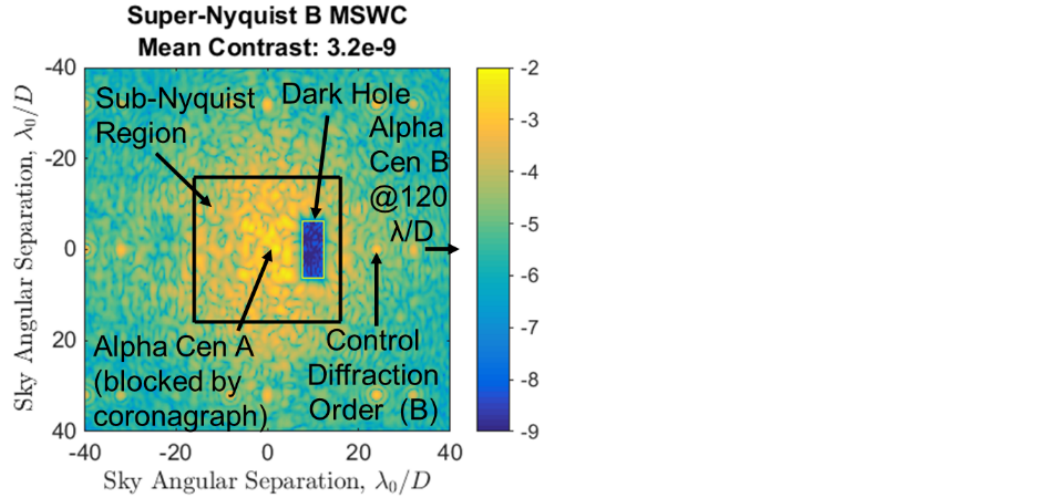 Super-Nyquist B MSWC
Mean Contrast: 3.2e-9
-40
-20
0
20
40
Sky Angular Separation, λ₀/D
Sub-Nyquist
Region
Dark Hole
Alpha
Cen B
@120
λ/D
Alpha Cen A
(blocked by
coronagraph)
Control
Diffraction
Order (B)
-40
-20
0
20
40
Sky Angular Separation, λ₀/D
-2
-3
-4
-5
-6
-7
-8
-9